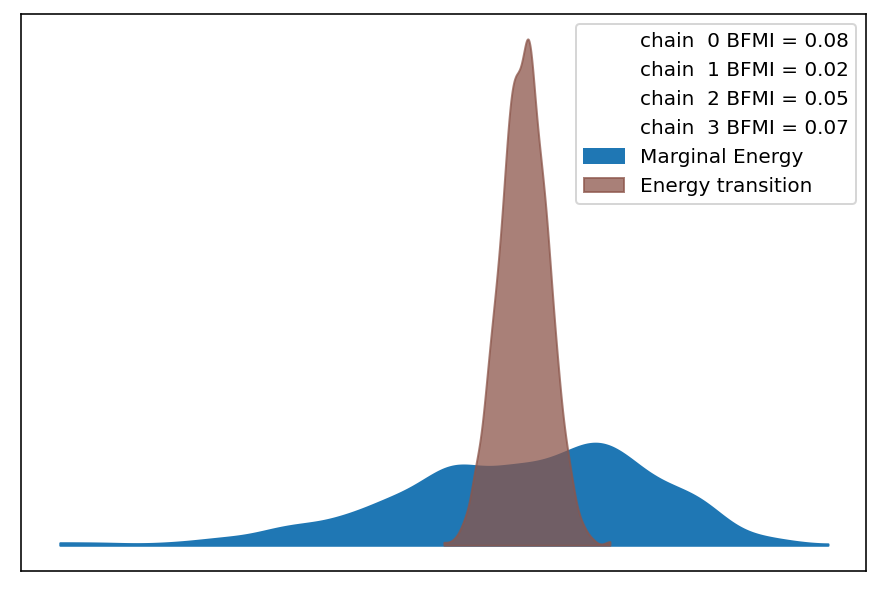 chain  0 BFMI = 0.08
chain  1 BFMI = 0.02
chain  2 BFMI = 0.05
chain  3 BFMI = 0.07
Marginal Energy
Energy transition